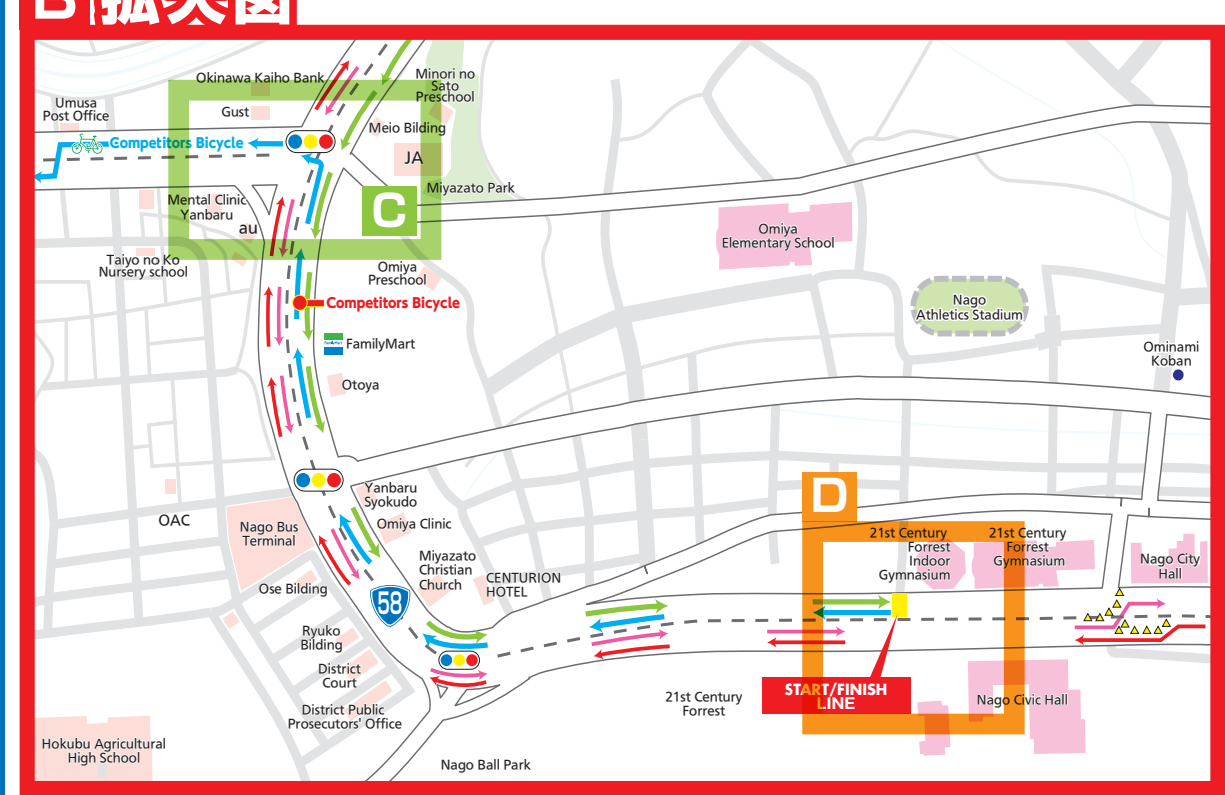 B 拡大図
Okinawa Kaiho Bank
Minori no
Sato
Preschool
Umusa
Post Office
Gust
Meio Bilding
Competitors Bicycle
JA
Miyazato Park
Mental Clinic
Yanbaru
C
au
Omiya
Elementary School
Taiyo no Ko
Nursery school
Omiya
Preschool
Competitors Bicycle
Nago
Athletics Stadium
FamilyMart
FamilyMart
Ominami
Koban
Otoya
D
Yanbaru
Syokudo
OAC
Nago Bus
Terminal
Omiya Clinic
21st Century
Forrest
Indoor
Gymnasium
21st Century
Forrest
Gymnasium
Nago City
Hall
Miyazato
Christian
Church
CENTURION
HOTEL
Ose Bilding
58
Ryuko
Bilding
District
Court
START/FINISH
LINE
21st Century
Forrest
Nago Civic Hall
District Public
Prosecutors' Office
Hokubu Agricultural
High School
Nago Ball Park